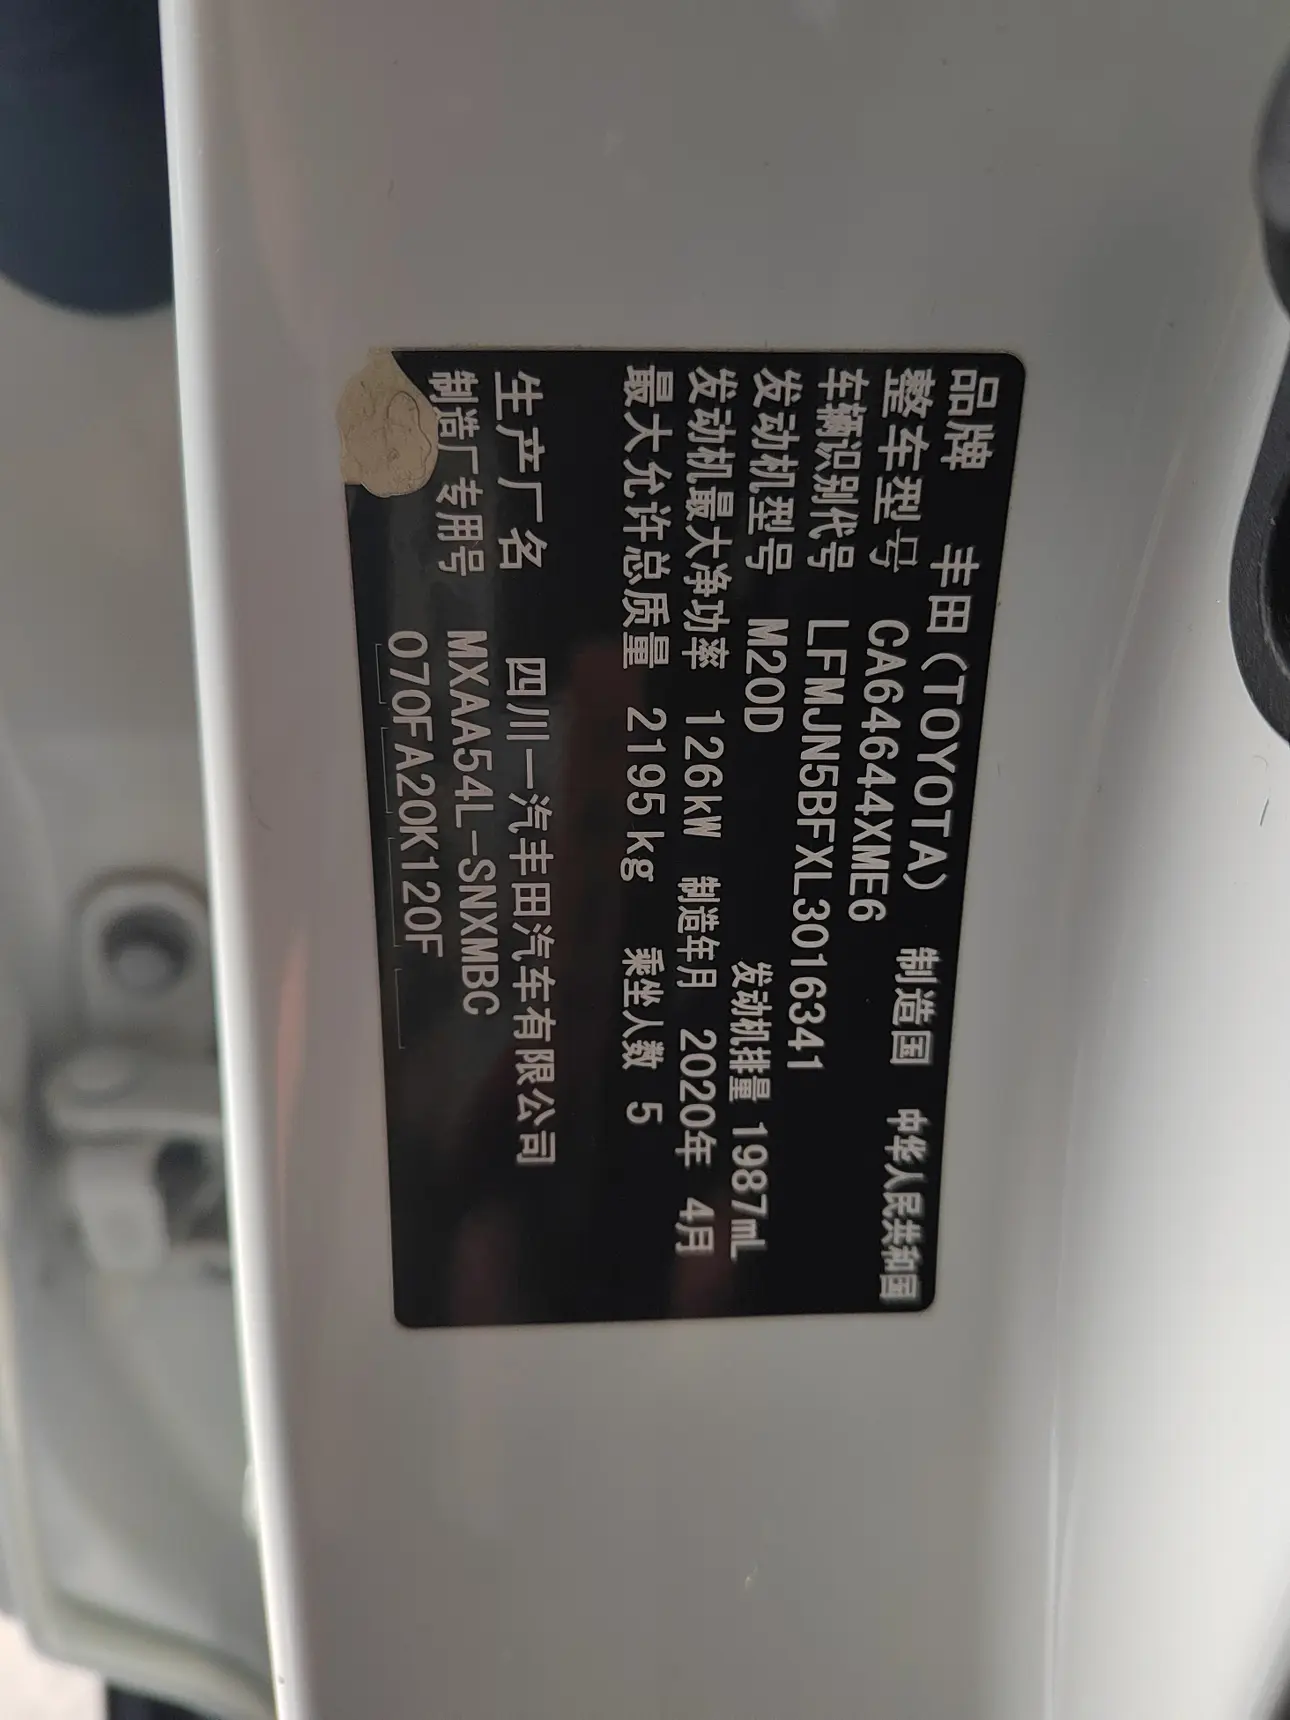 品牌 丰田(TOYOTA) 制造国 中华人民共和国
整车型号 CA64644XME6
车辆识别代号 LFMJN5BFXL3016341
发动机型号 M20D 发动机排量 1987mL
发动机最大净功率 126kW 制造年月 2020年 4月
最大允许总质量 2195kg 乘坐人数 5
生产厂名 四川一汽丰田汽车有限公司
制造厂专用号 MXAA54L-SNXMBC
070FA20K120F